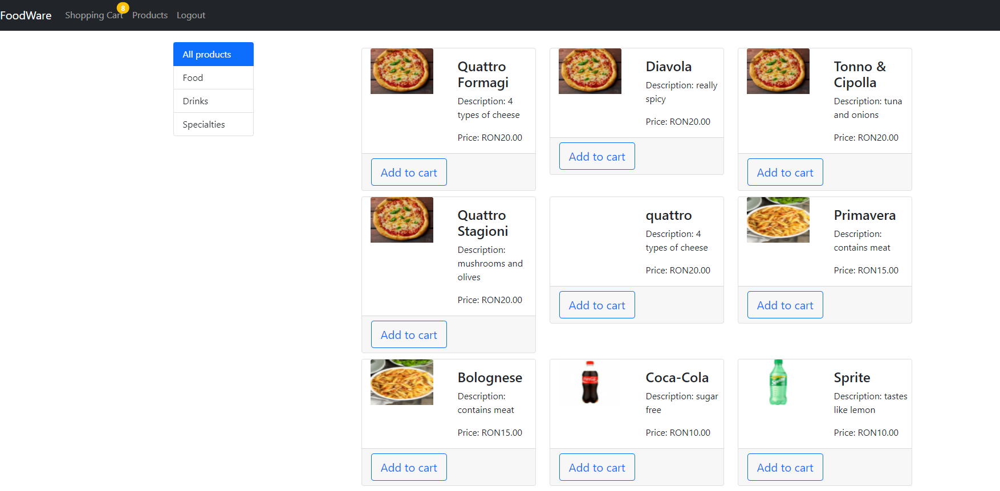 FoodWare Shopping Cart 8 Products Logout
All products
Food
Drinks
Specialties
Quattro
Formagi
Description: 4
types of cheese
Price: RON20.00
Add to cart
Diavola
Description: really
spicy
Price: RON20.00
Add to cart
Tonno &
Cipolla
Description: tuna
and onions
Price: RON20.00
Add to cart
Quattro
Stagioni
Description:
mushrooms and
olives
Price: RON20.00
Add to cart
quattro
Description: 4
types of cheese
Price: RON20.00
Add to cart
Primavera
Description:
contains meat
Price: RON15.00
Add to cart
Bolognese
Description:
contains meat
Price: RON15.00
Add to cart
Coca-Cola
Description: sugar
free
Price: RON10.00
Add to cart
Sprite
Description: tastes
like lemon
Price: RON10.00
Add to cart